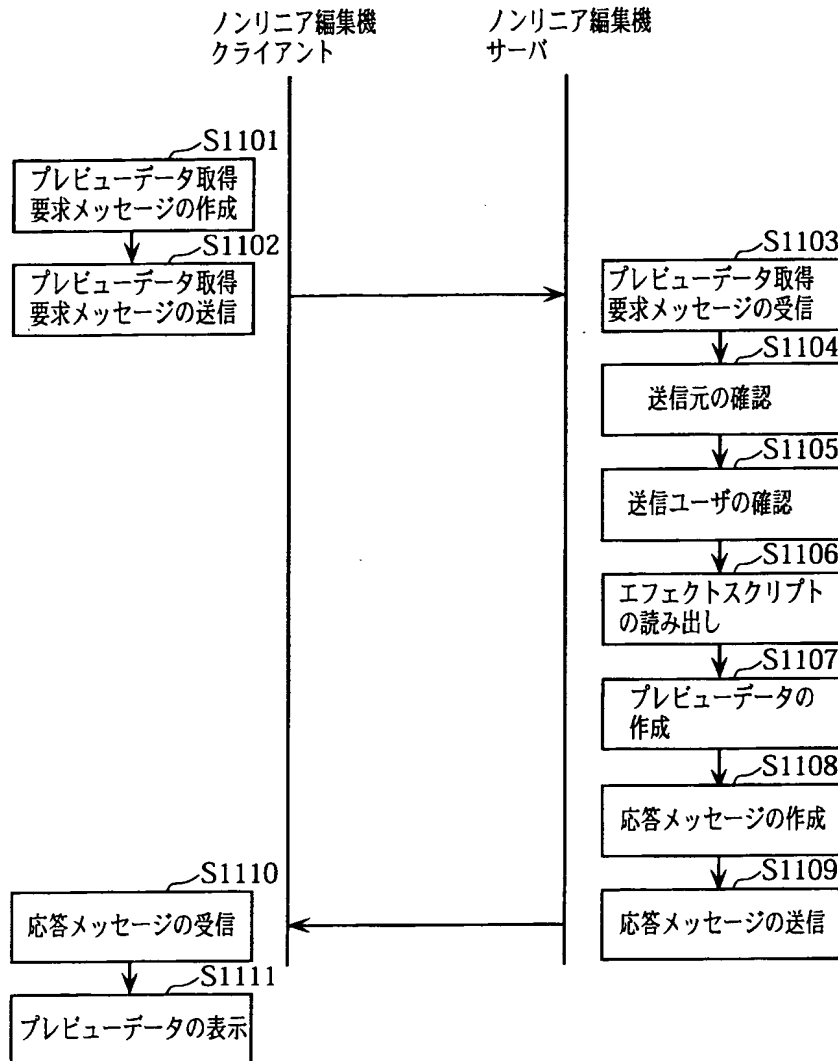 ノンリニア編集機
クライアント
ノンリニア編集機
サーバ
S1101
プレビューデータ取得
要求メッセージの作成
S1102
プレビューデータ取得
要求メッセージの送信
S1103
プレビューデータ取得
要求メッセージの受信
S1104
送信元の確認
S1105
送信ユーザの確認
S1106
エフェクトスクリプト
の読み出し
S1107
プレビューデータの
作成
S1108
応答メッセージの作成
S1109
応答メッセージの送信
S1110
応答メッセージの受信
S1111
プレビューデータの表示